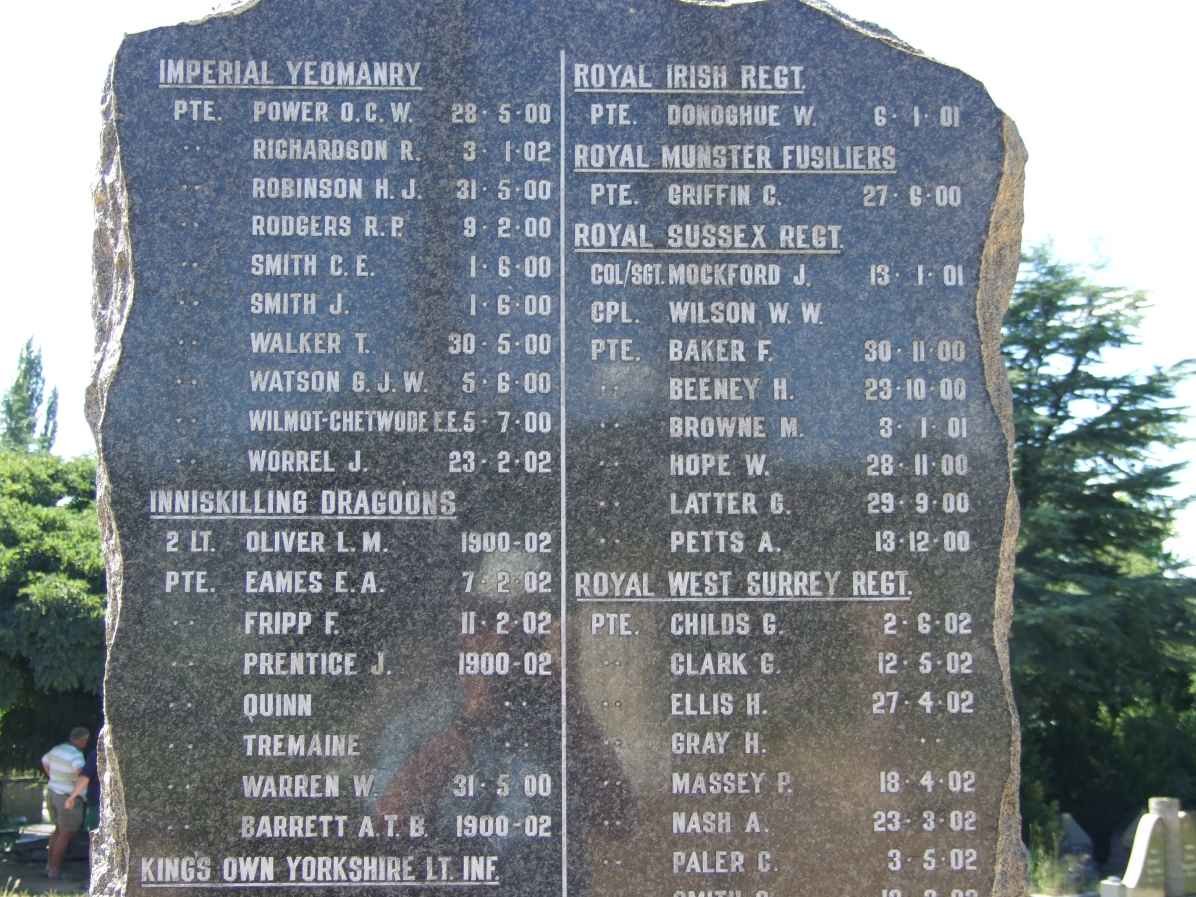 IMPERIAL YEOMANRY
PTE. POWER O.C.W. 28·5·00
·· RICHARDSON R. 3·1·02
·· ROBINSON H.J. 31·5·00
·· RODGERS R.P. 9·2·00
·· SMITH C.E. 1·6·00
·· SMITH J. 1·6·00
·· WALKER T. 30·5·00
·· WATSON G.J.W. 5·6·00
·· WILMOT-CHETWODE E.E. 5·7·00
·· WORREL J. 23·2·02
INNISKILLING DRAGOONS
2 LT. OLIVER L.M. 1900-02
PTE. EAMES E.A. 7·2·02
·· FRIPP F. 11·2·02
·· PRENTICE J. 1900-02
·· QUINN ··
·· TREMAINE ··
·· WARREN W. 31·5·00
·· BARRETT A.T.B. 1900-02
KINGS OWN YORKSHIRE LT. INF.
ROYAL IRISH REGT.
PTE. DONOGHUE W. 6·1·01
ROYAL MUNSTER FUSILIERS
PTE. GRIFFIN C. 27·6·00
ROYAL SUSSEX REGT.
COL/SGT. MOCKFORD J. 13·1·01
CPL. WILSON W.W.
PTE. BAKER F. 30·11·00
·· BEENEY H. 23·10·00
·· BROWNE M. 3·1·01
·· HOPE W. 28·11·00
·· LATTER G. 29·9·00
·· PETTS A. 13·12·00
ROYAL WEST SURREY REGT.
PTE. CHILDS G. 2·6·02
·· CLARK G. 12·5·02
·· ELLIS H. 27·4·02
·· GRAY H. ··
·· MASSEY P. 18·4·02
·· NASH A. 23·3·02
·· PALER C. 3·5·02
SMITH